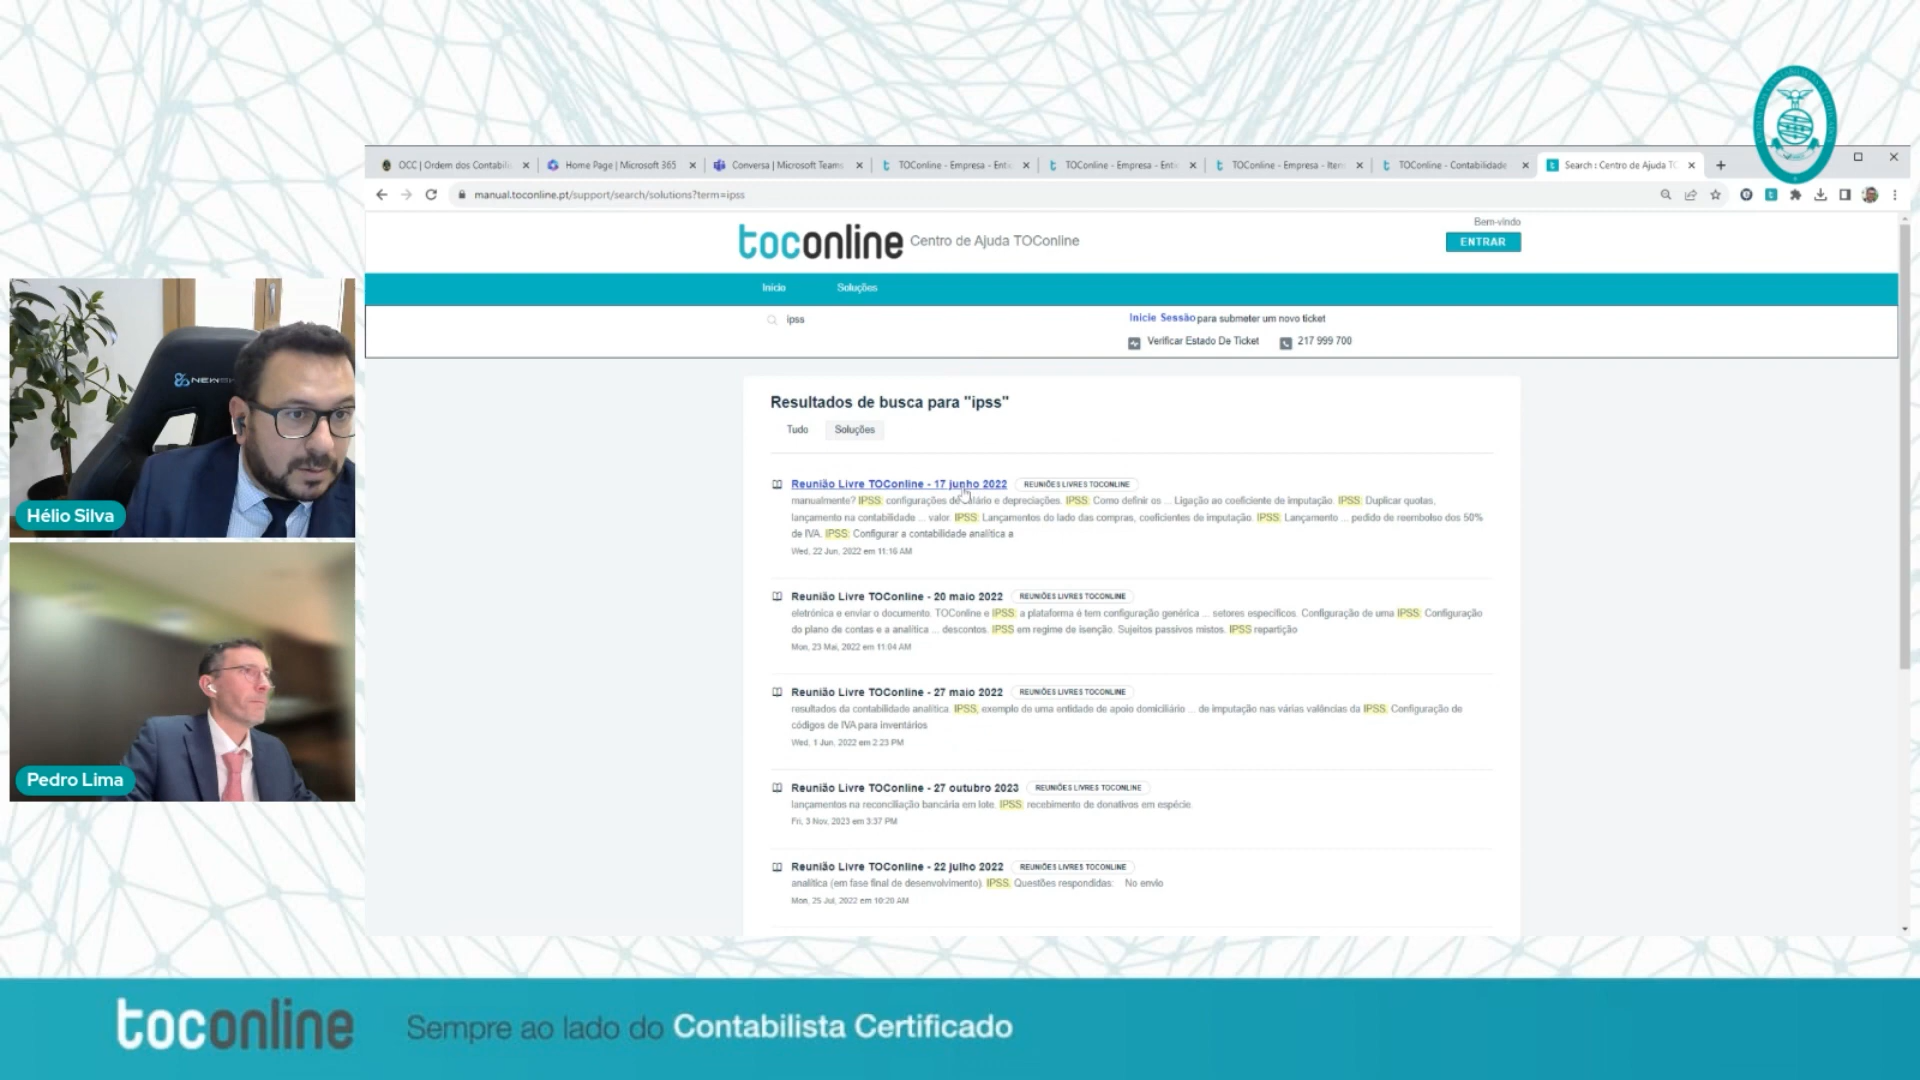 OCC | Ordem dos Contabili
Home Page | Microsoft 365
Conversa | Microsoft Teams
TOConline - Empresa - Enti
TOConline - Empresa - Enti
TOConline - Empresa - Iten
TOConline - Contabilidade
Search : Centro de Ajuda TO
manual.toconline.pt/support/search/solutions?term=ipss
Bem-vindo
toconline Centro de Ajuda TOConline
ENTRAR
Início Soluções
ipss
Inicie Sessão para submeter um novo ticket
Verificar Estado De Ticket 217 999 700
Resultados de busca para "ipss"
Tudo Soluções
Reunião Livre TOConline - 17 junho 2022 REUNIÕES LIVRES TOCONLINE
manualmente? IPSS: configurações de salário e depreciações. IPSS: Como definir os ... Ligação ao coeficiente de imputação. IPSS: Duplicar quotas,
lançamento na contabilidade ... valor. IPSS: Lançamentos do lado das compras, coeficientes de imputação. IPSS: Lançamento ... pedido de reembolso dos 50%
de IVA. IPSS: Configurar a contabilidade analítica a
Wed, 22 Jun, 2022 em 11:16 AM
Reunião Livre TOConline - 20 maio 2022 REUNIÕES LIVRES TOCONLINE
eletrónica e enviar o documento. TOConline e IPSS: a plataforma é tem configuração genérica ... setores específicos. Configuração de uma IPSS: Configuração
do plano de contas e a analítica ... descontos. IPSS em regime de isenção. Sujeitos passivos mistos. IPSS repartição
Mon, 23 Mai, 2022 em 11:04 AM
Reunião Livre TOConline - 27 maio 2022 REUNIÕES LIVRES TOCONLINE
resultados da contabilidade analítica. IPSS, exemplo de uma entidade de apoio domiciliário ... de imputação nas várias valências da IPSS. Configuração de
códigos de IVA para inventários
Wed, 1 Jun, 2022 em 2:23 PM
Reunião Livre TOConline - 27 outubro 2023 REUNIÕES LIVRES TOCONLINE
lançamentos na reconciliação bancária em lote. IPSS: recebimento de donativos em espécie.
Fri, 3 Nov, 2023 em 3:37 PM
Reunião Livre TOConline - 22 julho 2022 REUNIÕES LIVRES TOCONLINE
analítica (em fase final de desenvolvimento). IPSS. Questões respondidas: No envio
Mon, 25 Jul, 2022 em 10:20 AM
Hélio Silva
Pedro Lima
toconline Sempre ao lado do Contabilista Certificado